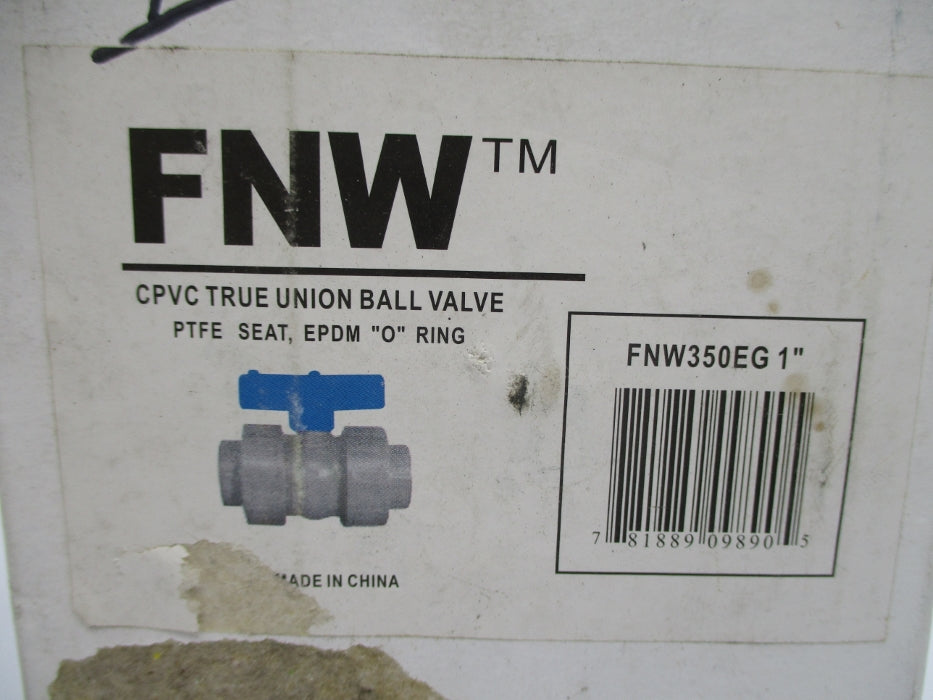 FNW™
CPVC TRUE UNION BALL VALVE
PTFE SEAT, EPDM "O" RING
FNW350EG 1"
7 81889 09890 5
MADE IN CHINA